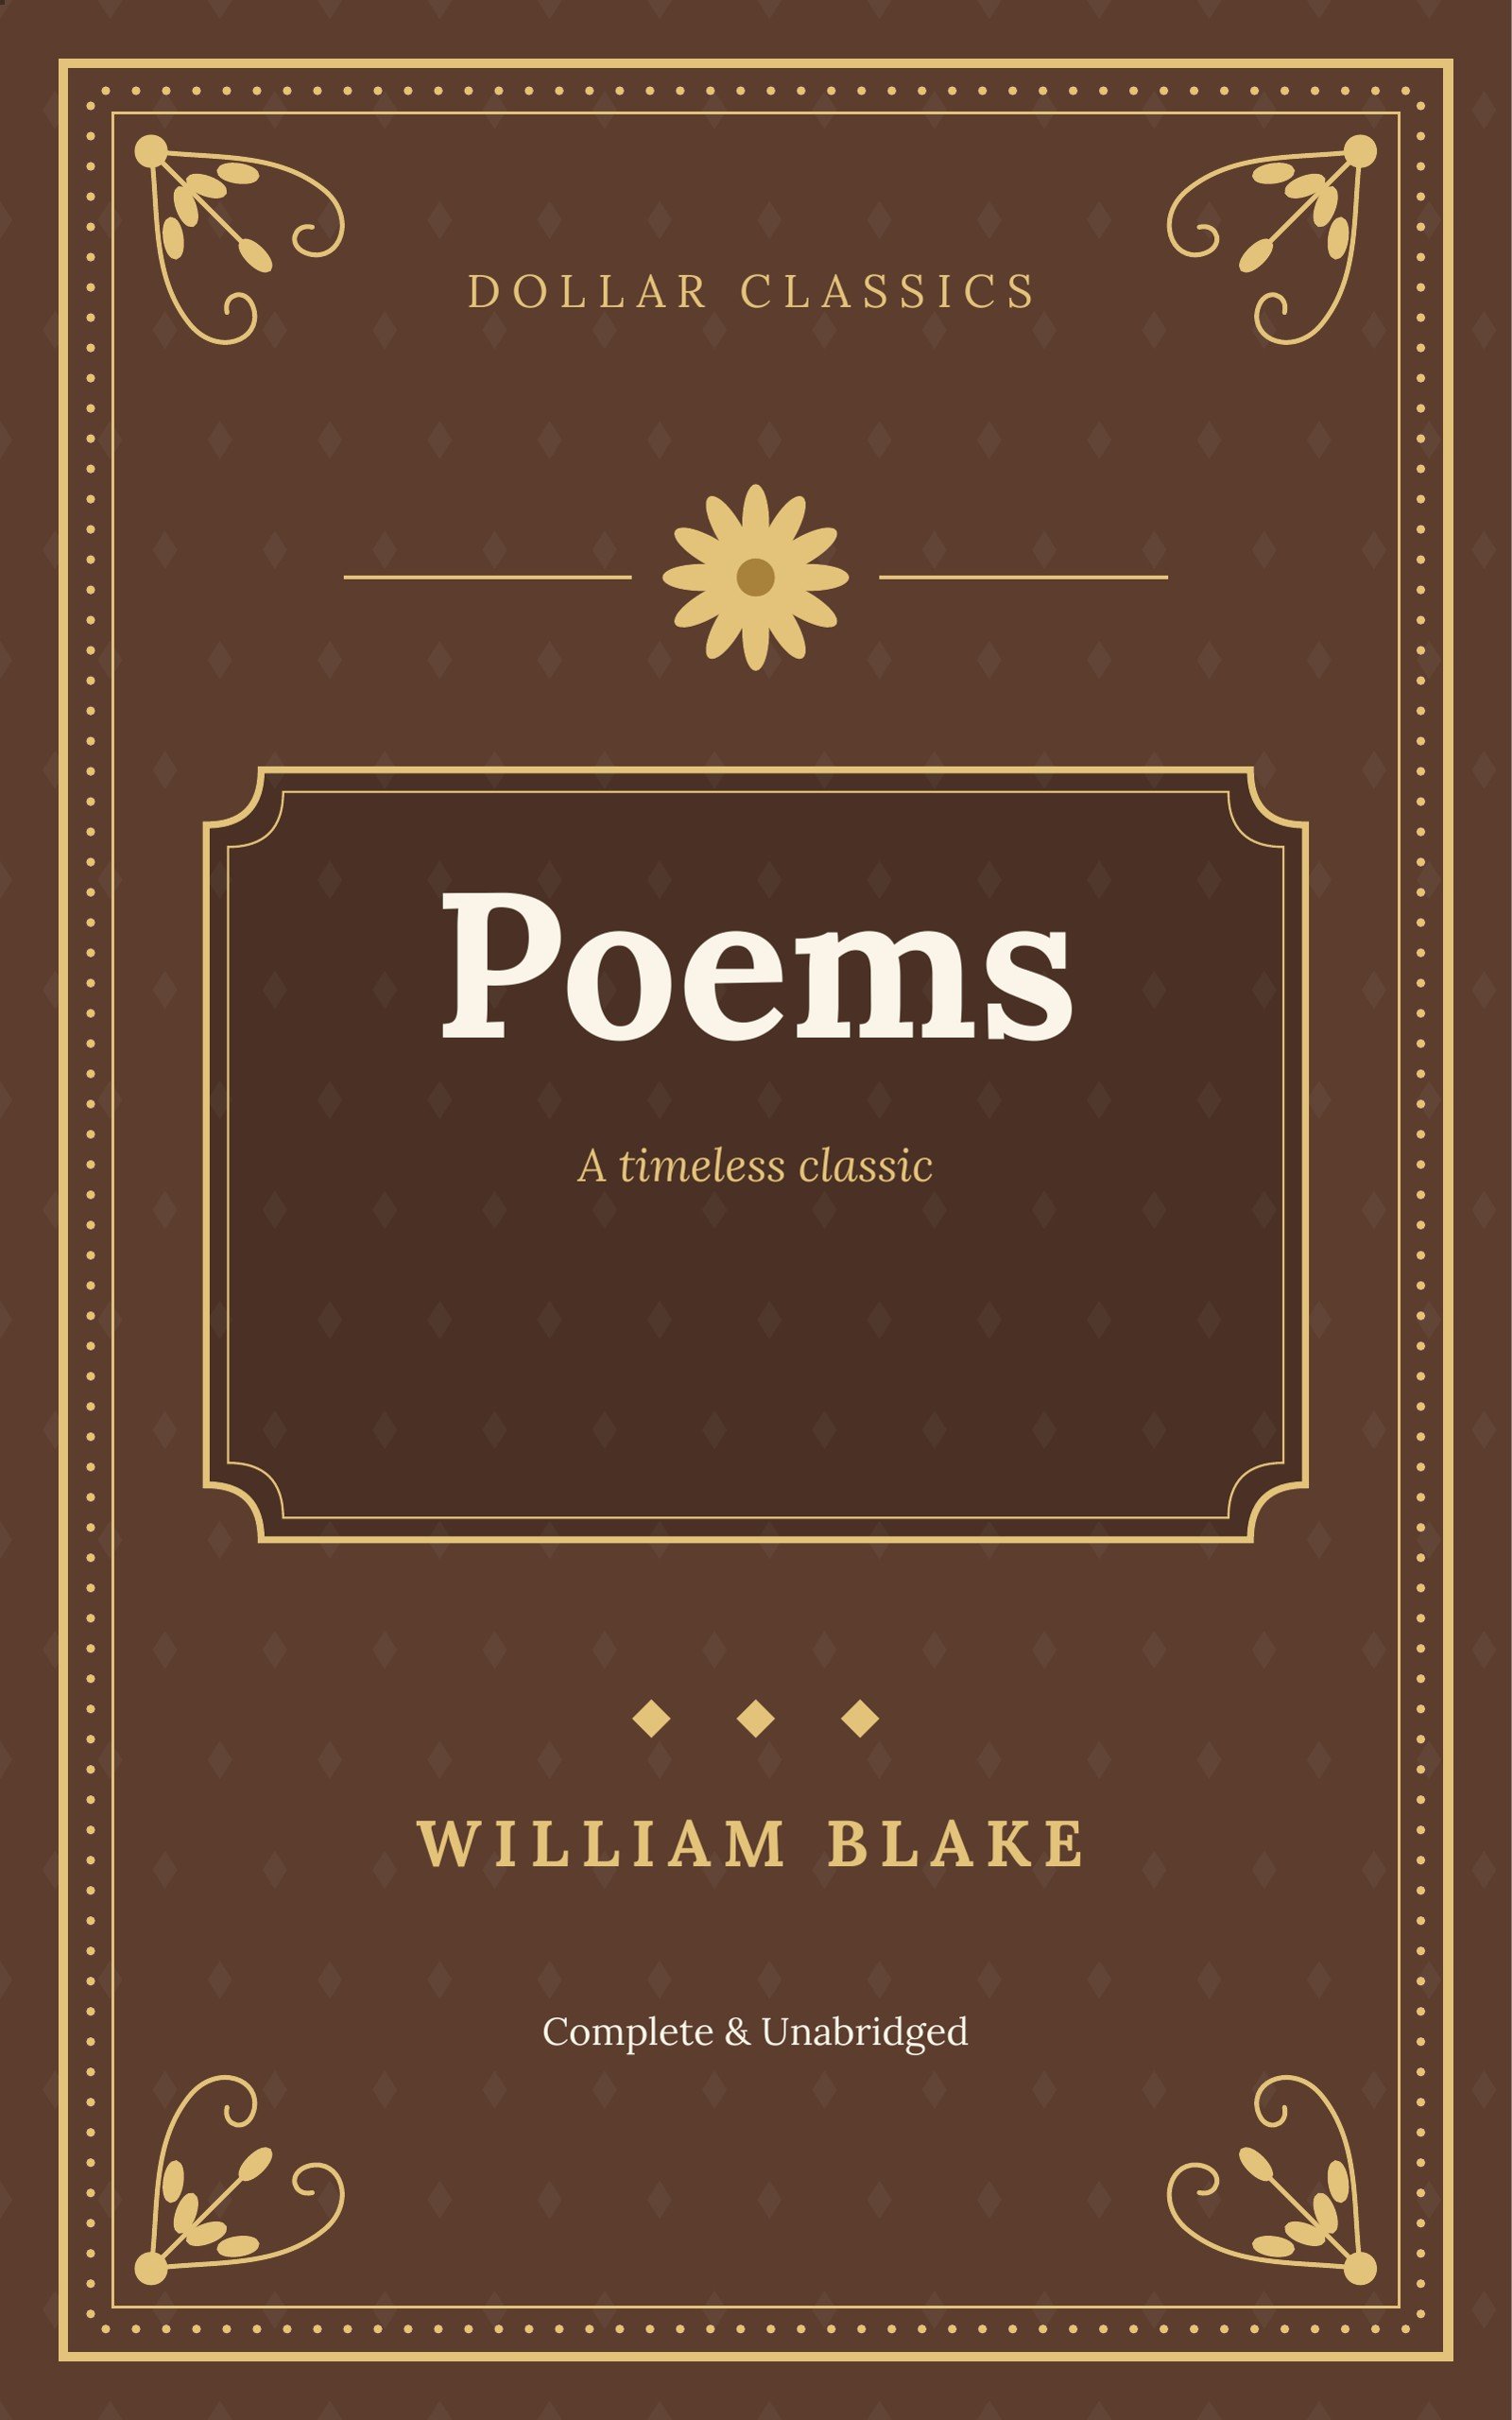 DOLLAR CLASSICS
Poems
A timeless classic
WILLIAM BLAKE
Complete & Unabridged